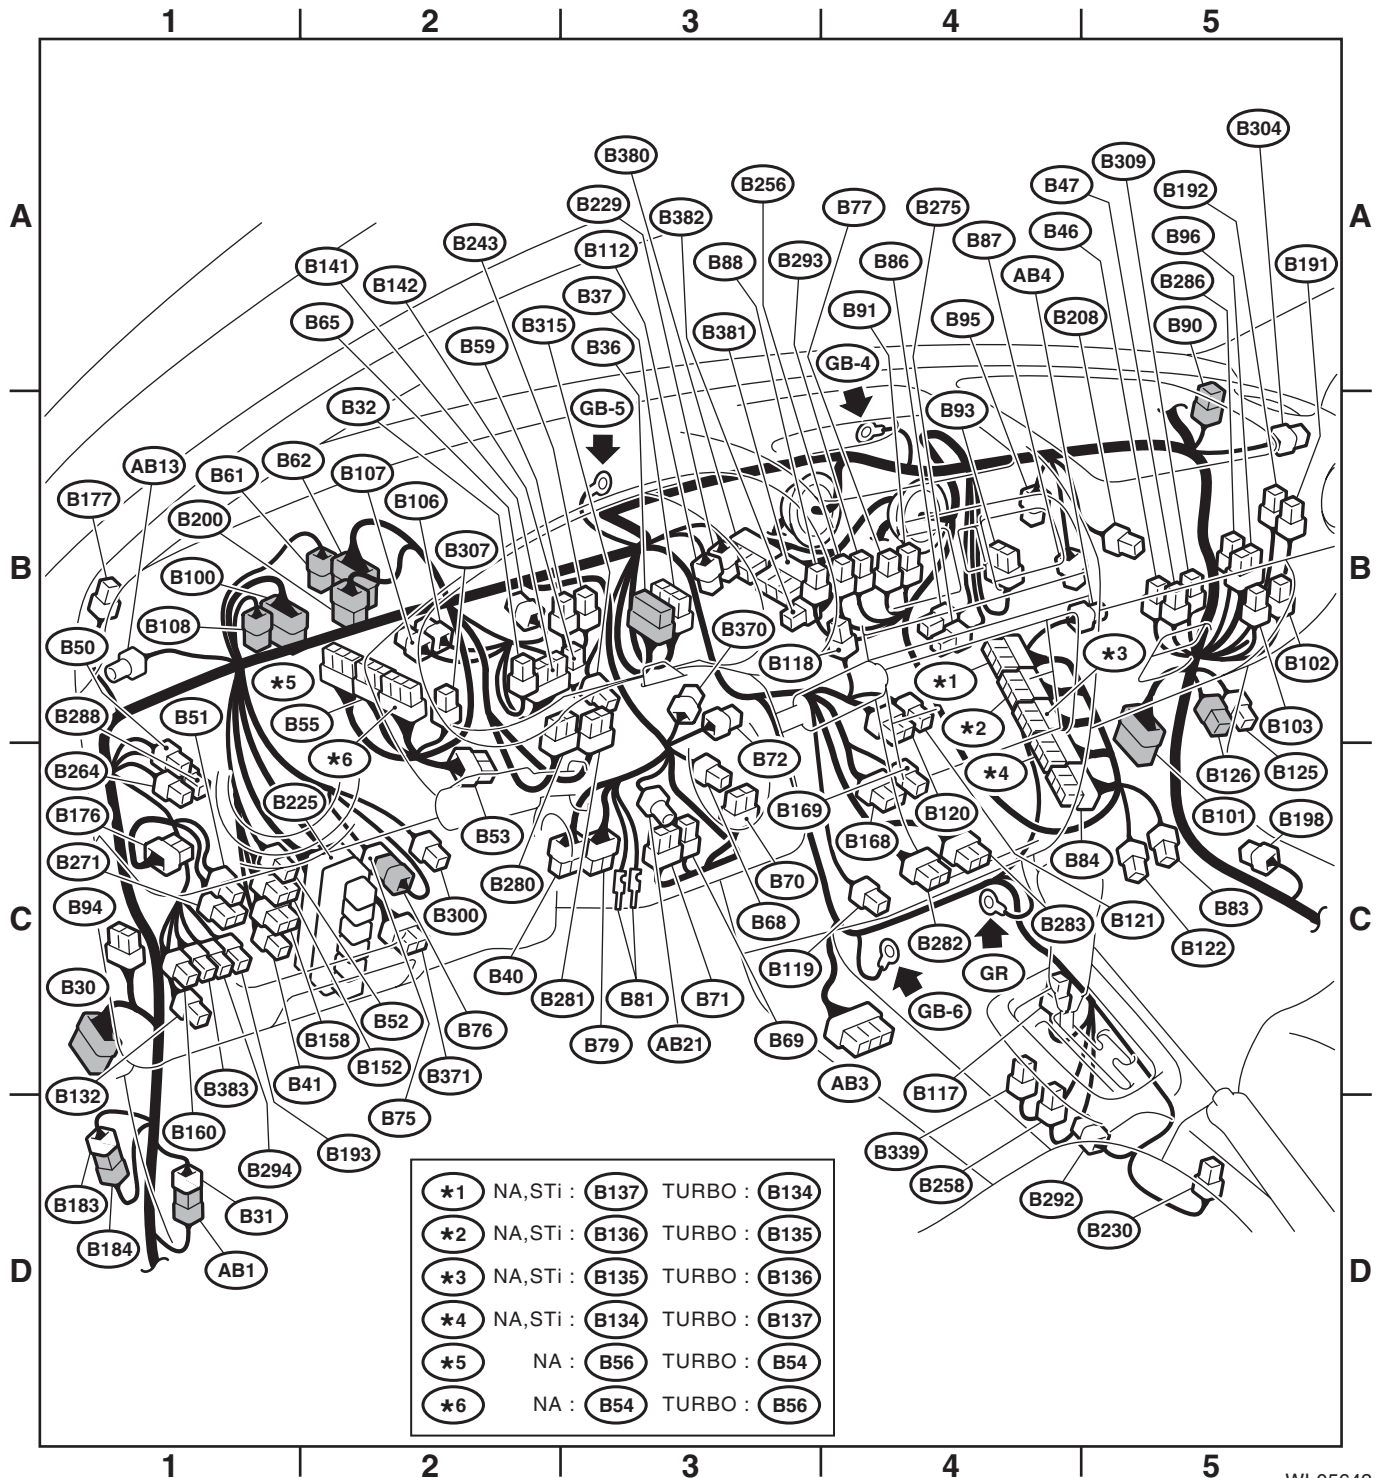 1 2 3 4 5
A A
B304
B380
B309
B256
B47
B192
B229
B382
B77
B275
B243
B112
B87
B46
B96
B141
B88
B293
B86
AB4
B191
B142
B37
B286
B65
B315
B381
B91
B95
B208
B90
B59
B36
GB-4
B32
GB-5
B93
AB13
B61
B62
B107
B177
B106
B200
B307
B B
B100
B108
B370
B50
B118
*3
B102
*5
*1
B288
B51
B55
*2
B103
*6
B72
*4
B264
B126
B125
B225
B176
B169
B120
B101
B198
B53
B168
B271
B84
B280
B70
B94
B300
B68
B83
C C
B121
B283
B282
B122
B40
B119
GR
B30
B281
B81
B71
GB-6
B52
B76
B158
B79
AB21
B69
B152
B371
B132
B383
B41
AB3
B117
B75
B160
B193
B339
B294
B258
B183
B31
B292
B184
B230
AB1
D D
*1 NA,STi : B137 TURBO : B134
*2 NA,STi : B136 TURBO : B135
*3 NA,STi : B135 TURBO : B136
*4 NA,STi : B134 TURBO : B137
*5 NA : B56 TURBO : B54
*6 NA : B54 TURBO : B56
1 2 3 4 5